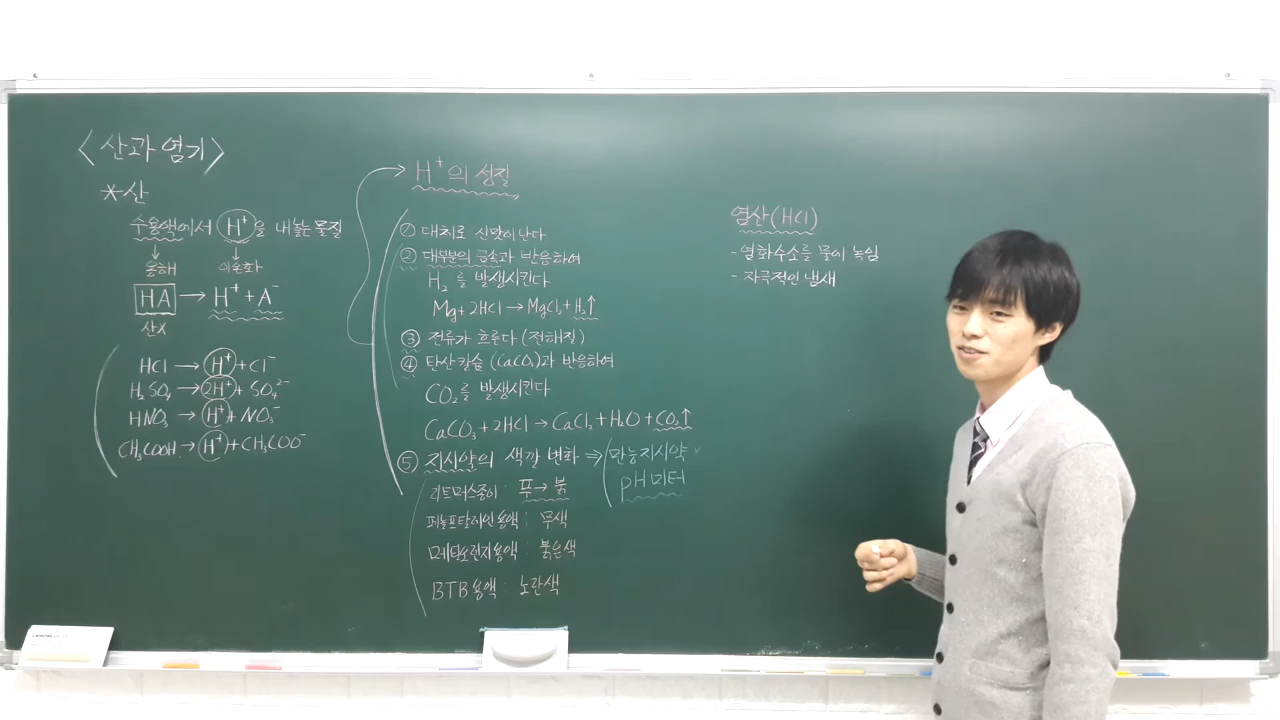 <산과 염기>
*산
수용액에서 H⁺을 내놓는 물질
↓ ↓
용해 이온화
HA → H⁺ + A⁻
산X
HCl → H⁺ + Cl⁻
H₂SO₄ → 2H⁺ + SO₄²⁻
HNO₃ → H⁺ + NO₃⁻
CH₃COOH → H⁺ + CH₃COO⁻
H⁺의 성질
① 대체로 신맛이 난다
② 대부분의 금속과 반응하여
H₂를 발생시킨다
Mg + 2HCl → MgCl₂ + H₂↑
③ 전류가 흐른다 (전해질)
④ 탄산칼슘 (CaCO₃)과 반응하여
CO₂를 발생시킨다
CaCO₃ + 2HCl → CaCl₂ + H₂O + CO₂↑
⑤ 지시약의 색깔 변화 ⇒ 만능지시약
pH미터
리트머스종이 : 푸 → 붉
페놀프탈레인용액 : 무색
메틸오렌지용액 : 붉은색
BTB용액 : 노란색
염산(HCl)
- 염화수소를 물에 녹임
- 자극적인 냄새